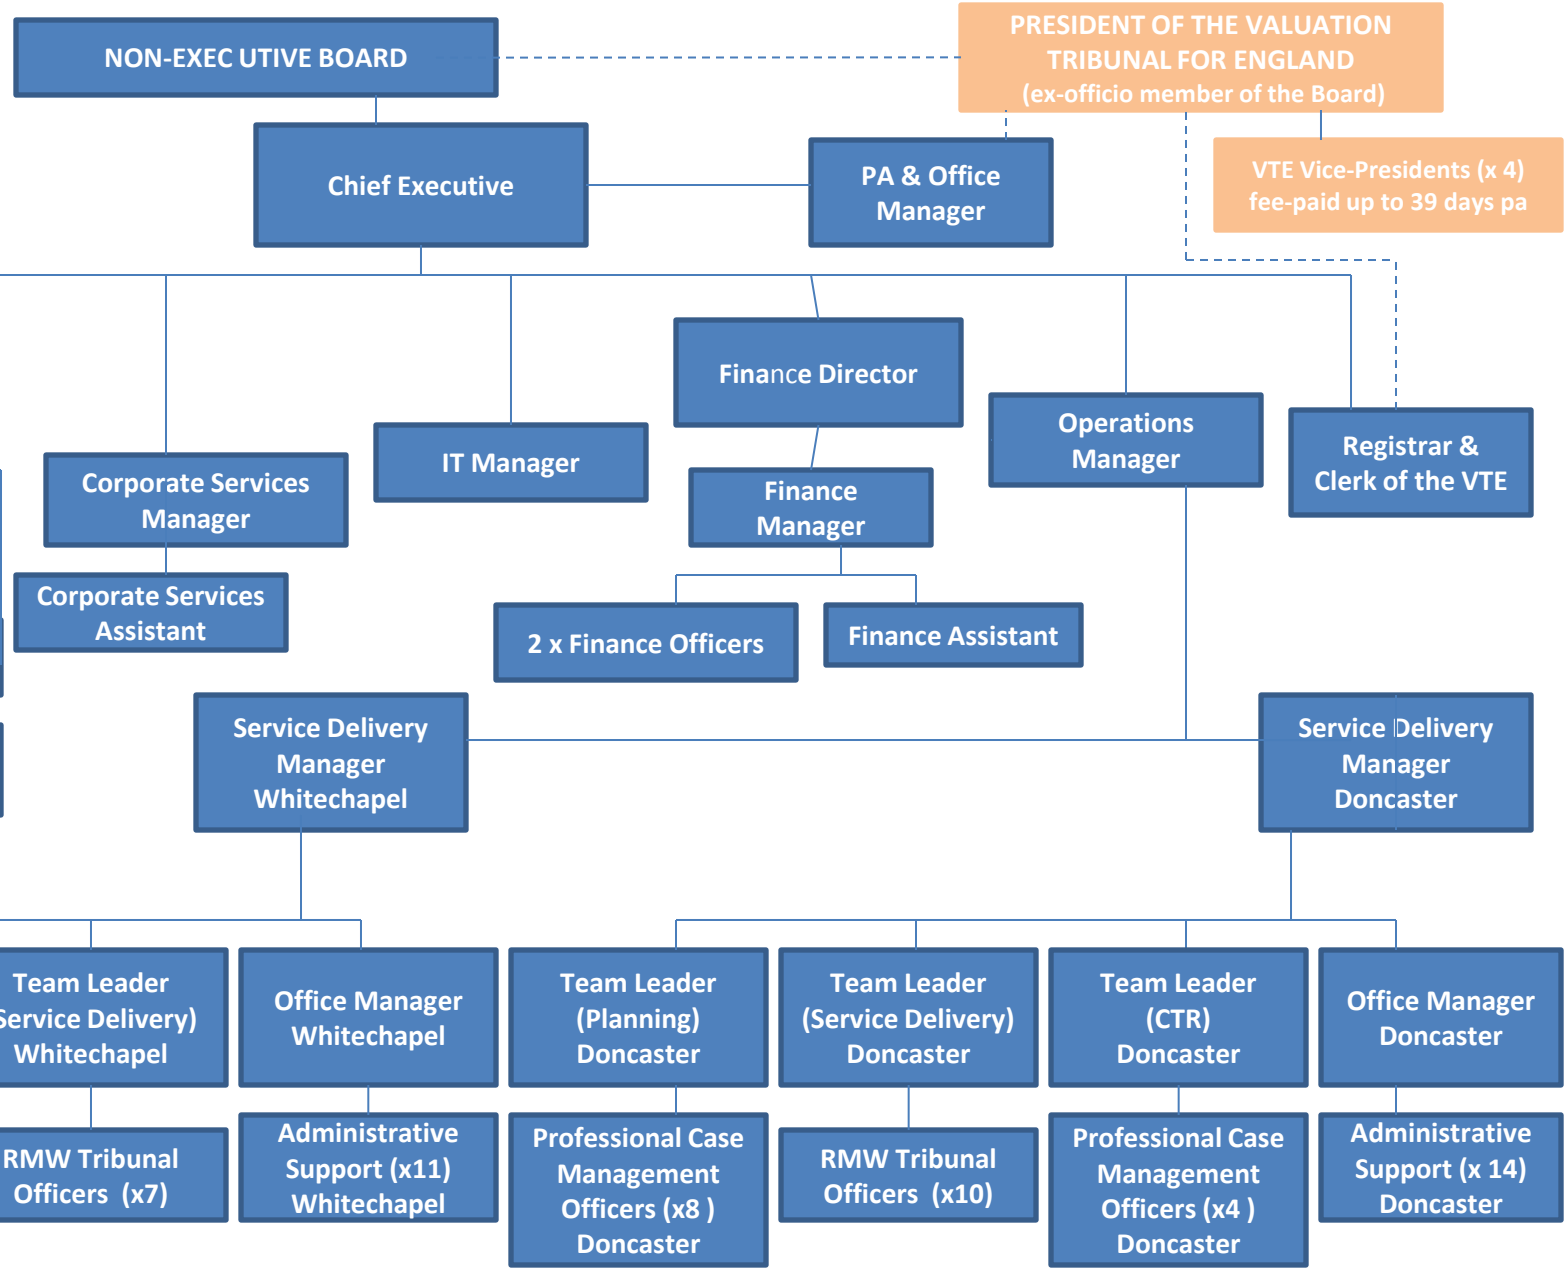 NON-EXEC UTIVE BOARD
PRESIDENT OF THE VALUATION
TRIBUNAL FOR ENGLAND
(ex-officio member of the Board)
Chief Executive
PA & Office
Manager
VTE Vice-Presidents (x 4)
fee-paid up to 39 days pa
Finance Director
Operations
Manager
Registrar &
Clerk of the VTE
IT Manager
Corporate Services
Manager
Finance
Manager
Corporate Services
Assistant
2 x Finance Officers
Finance Assistant
Service Delivery
Manager
Whitechapel
Service Delivery
Manager
Doncaster
Team Leader
Service Delivery)
Whitechapel
Office Manager
Whitechapel
Team Leader
(Planning)
Doncaster
Team Leader
(Service Delivery)
Doncaster
Team Leader
(CTR)
Doncaster
Office Manager
Doncaster
RMW Tribunal
Officers (x7)
Administrative
Support (x11)
Whitechapel
Professional Case
Management
Officers (x8 )
Doncaster
RMW Tribunal
Officers (x10)
Professional Case
Management
Officers (x4 )
Doncaster
Administrative
Support (x 14)
Doncaster